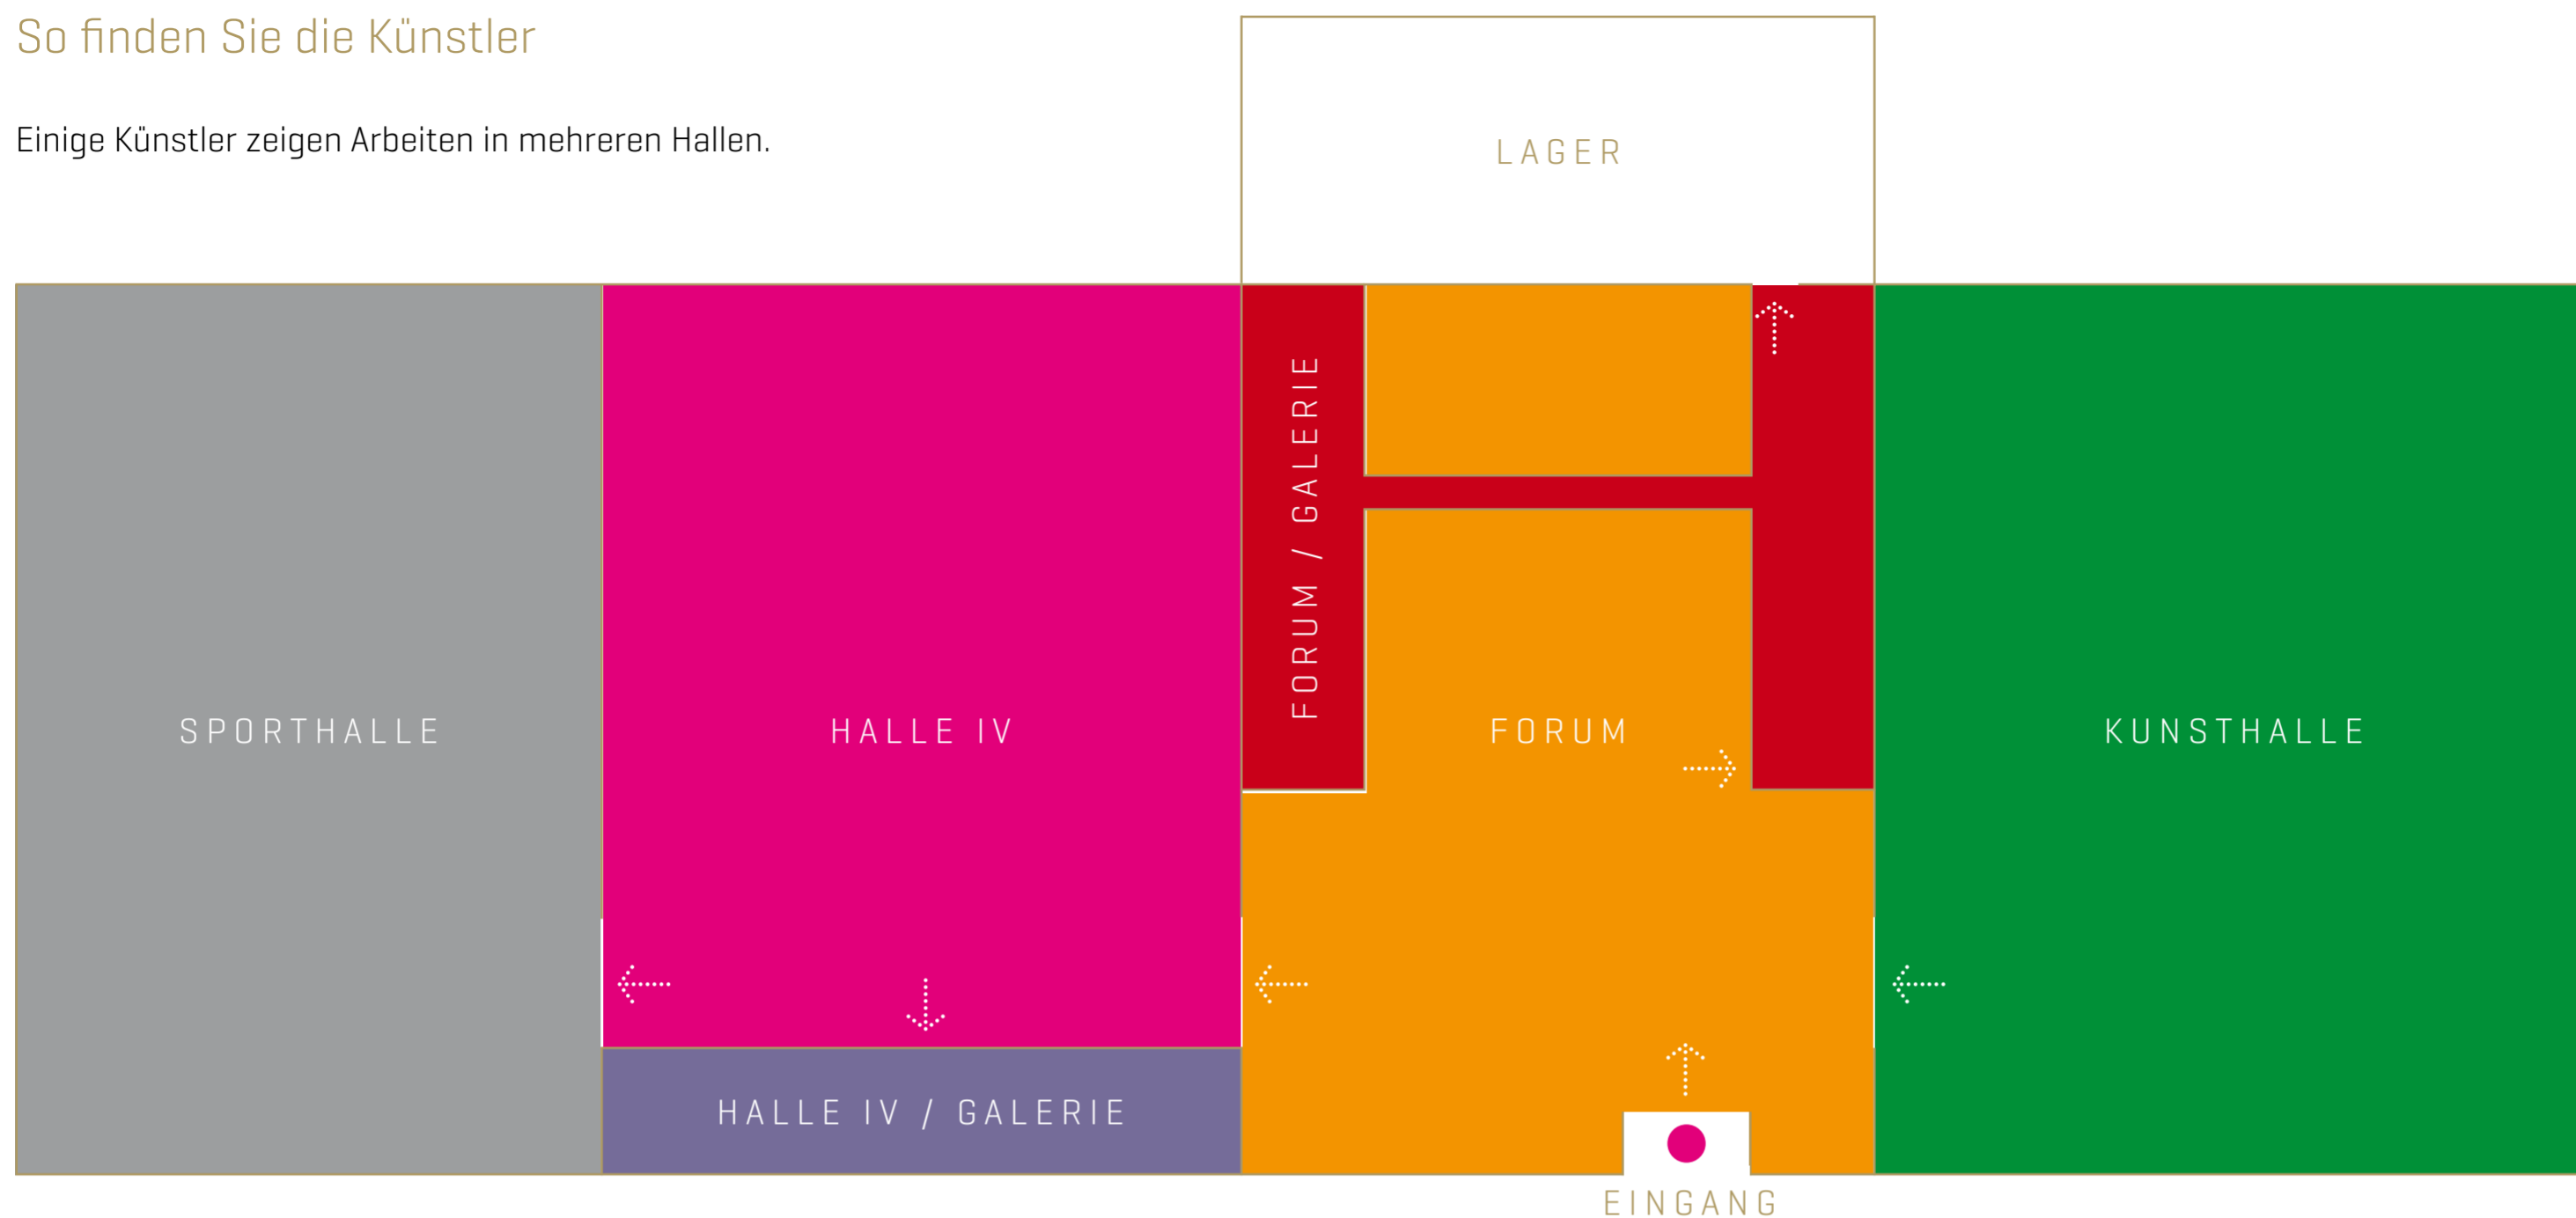 So finden Sie die Künstler
Einige Künstler zeigen Arbeiten in mehreren Hallen.
LAGER
FORUM / GALERIE
SPORTHALLE
HALLE IV
FORUM
KUNSTHALLE
HALLE IV / GALERIE
EINGANG